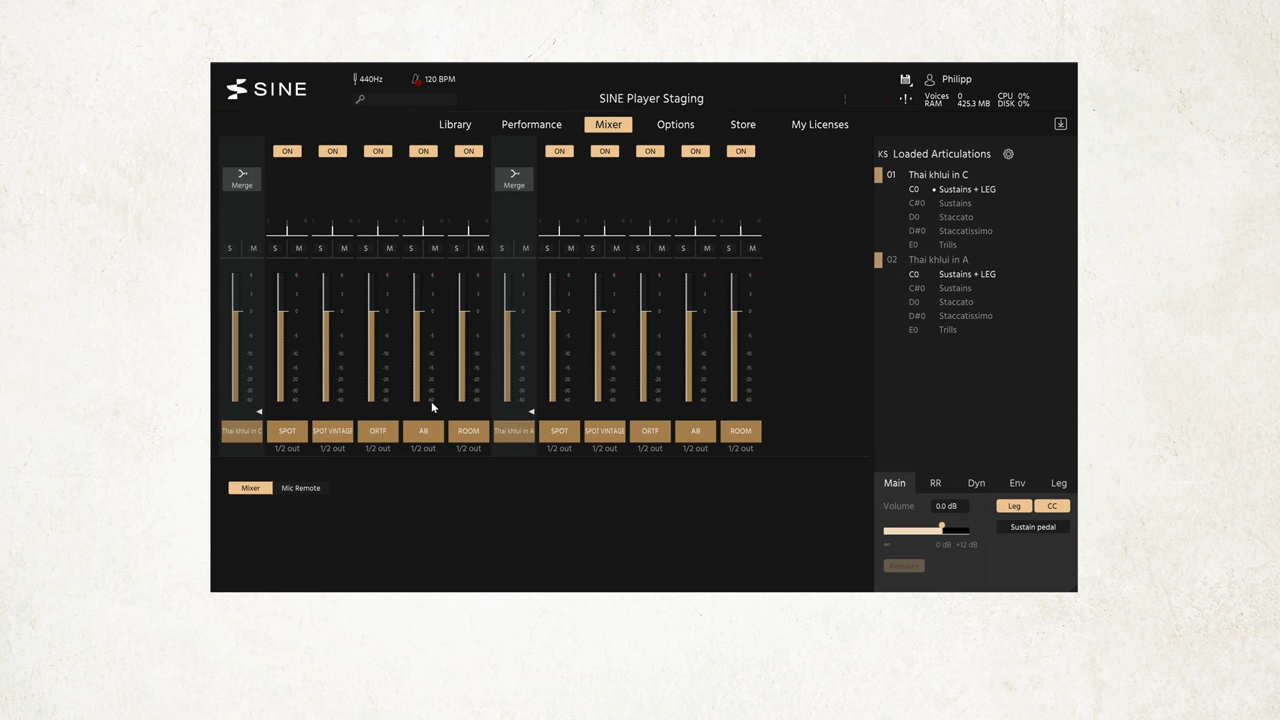 SINE
440Hz
120 BPM
SINE Player Staging
Philipp
Voices 0 CPU 0%
RAM 425.3 MB DISK 0%
Library Performance Mixer Options Store My Licenses
ON ON ON ON ON ON ON ON ON ON
Merge Merge
S M S M S M S M S M S M S M S M S M S M S M S M
Thai khlui in C SPOT SPOT VINTAGE ORTF AB ROOM Thai khlui in A SPOT SPOT VINTAGE ORTF AB ROOM
1/2 out 1/2 out 1/2 out 1/2 out 1/2 out 1/2 out 1/2 out 1/2 out 1/2 out 1/2 out
Mixer Mic Remote
KS Loaded Articulations
01 Thai khlui in C
C0 • Sustains + LEG
C#0 Sustains
D0 Staccato
D#0 Staccatissimo
E0 Trills
02 Thai khlui in A
C0 Sustains + LEG
C#0 Sustains
D0 Staccato
D#0 Staccatissimo
E0 Trills
Main RR Dyn Env Leg
Volume 0.0 dB Leg CC
Sustain pedal
∞ 0 dB +12 dB
Releases